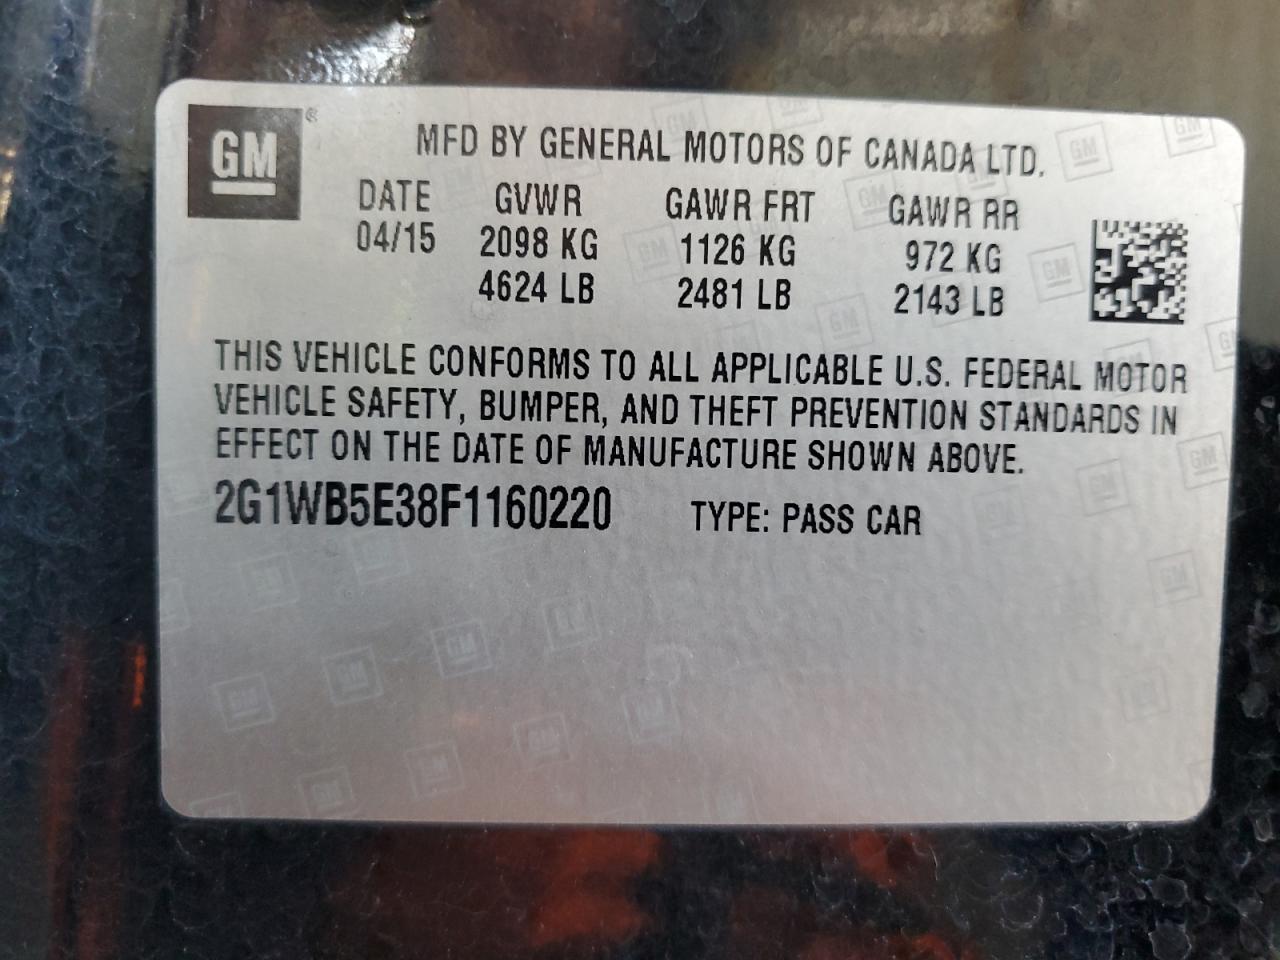 GM®
MFD BY GENERAL MOTORS OF CANADA LTD.
DATE GVWR GAWR FRT GAWR RR
04/15 2098 KG 1126 KG 972 KG
4624 LB 2481 LB 2143 LB
THIS VEHICLE CONFORMS TO ALL APPLICABLE U.S. FEDERAL MOTOR
VEHICLE SAFETY, BUMPER, AND THEFT PREVENTION STANDARDS IN
EFFECT ON THE DATE OF MANUFACTURE SHOWN ABOVE.
2G1WB5E38F1160220 TYPE: PASS CAR